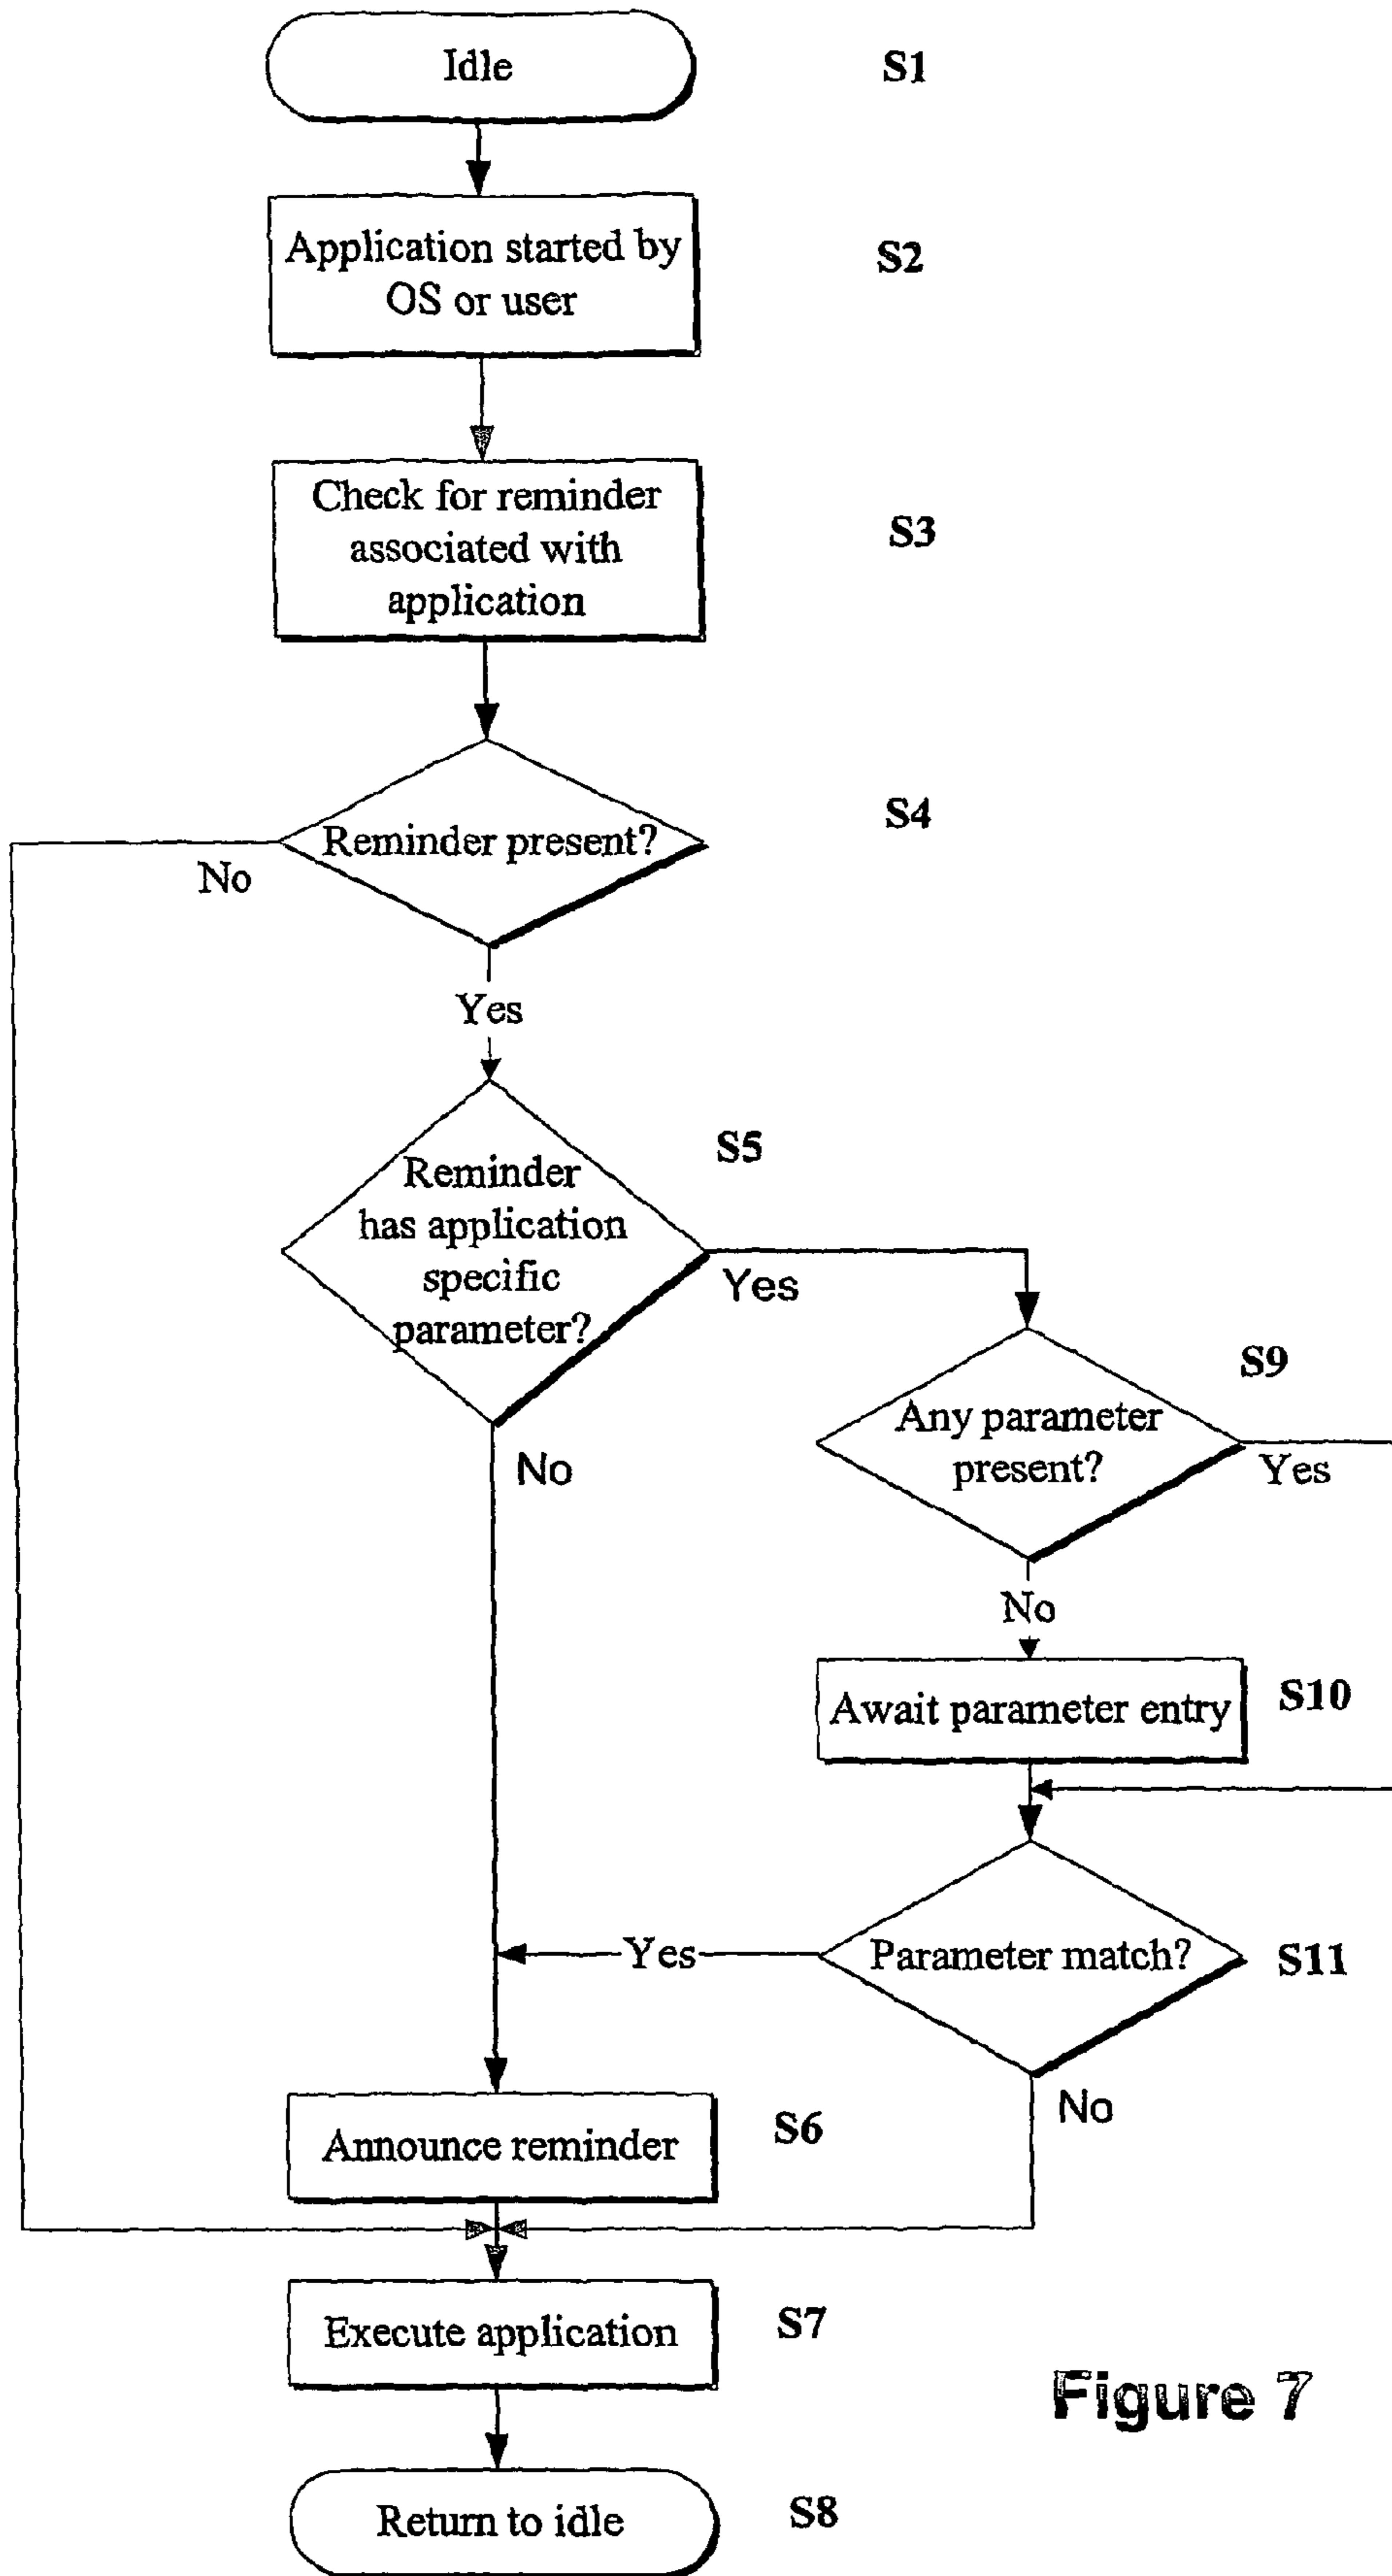 Idle
S1
Application started by
OS or user
S2
Check for reminder
associated with
application
S3
Reminder present?
S4
No
Yes
Reminder
has application
specific
parameter?
S5
Yes
No
Any parameter
present?
S9
Yes
No
Await parameter entry
S10
Parameter match?
S11
Yes
No
Announce reminder
S6
Execute application
S7
Return to idle
S8
Figure 7